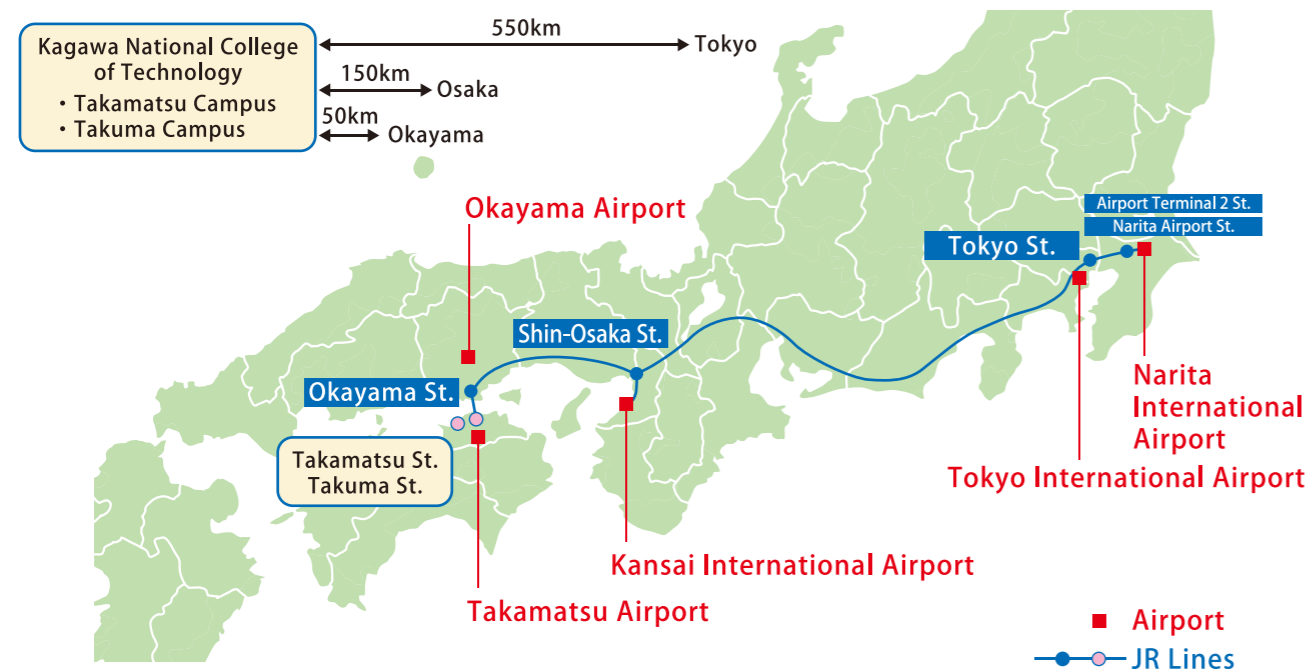 Kagawa National College
of Technology
・Takamatsu Campus
・Takuma Campus
550km
Tokyo
150km
Osaka
50km
Okayama
Okayama Airport
Airport Terminal 2 St.
Narita Airport St.
Tokyo St.
Shin-Osaka St.
Okayama St.
Takamatsu St.
Takuma St.
Narita
International
Airport
Tokyo International Airport
Kansai International Airport
Takamatsu Airport
Airport
JR Lines